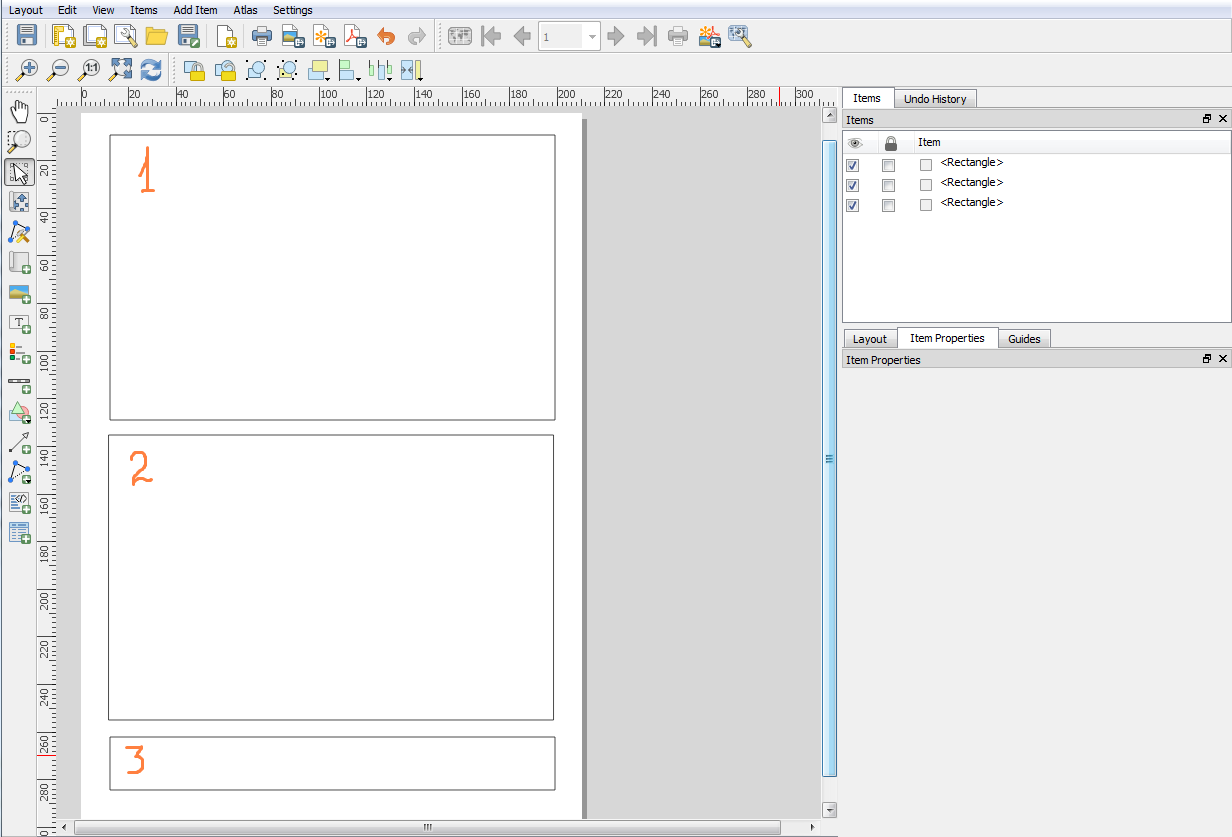 Layout Edit View Items Add Item Atlas Settings
1
1:1
0 20 40 60 80 100 120 140 160 180 200 220 240 260 280 300
Items Undo History
Items
Item
<Rectangle>
<Rectangle>
<Rectangle>
Layout Item Properties Guides
Item Properties
0
20
40
60
80
100
120
140
160
180
200
220
240
260
280
T
1
2
3